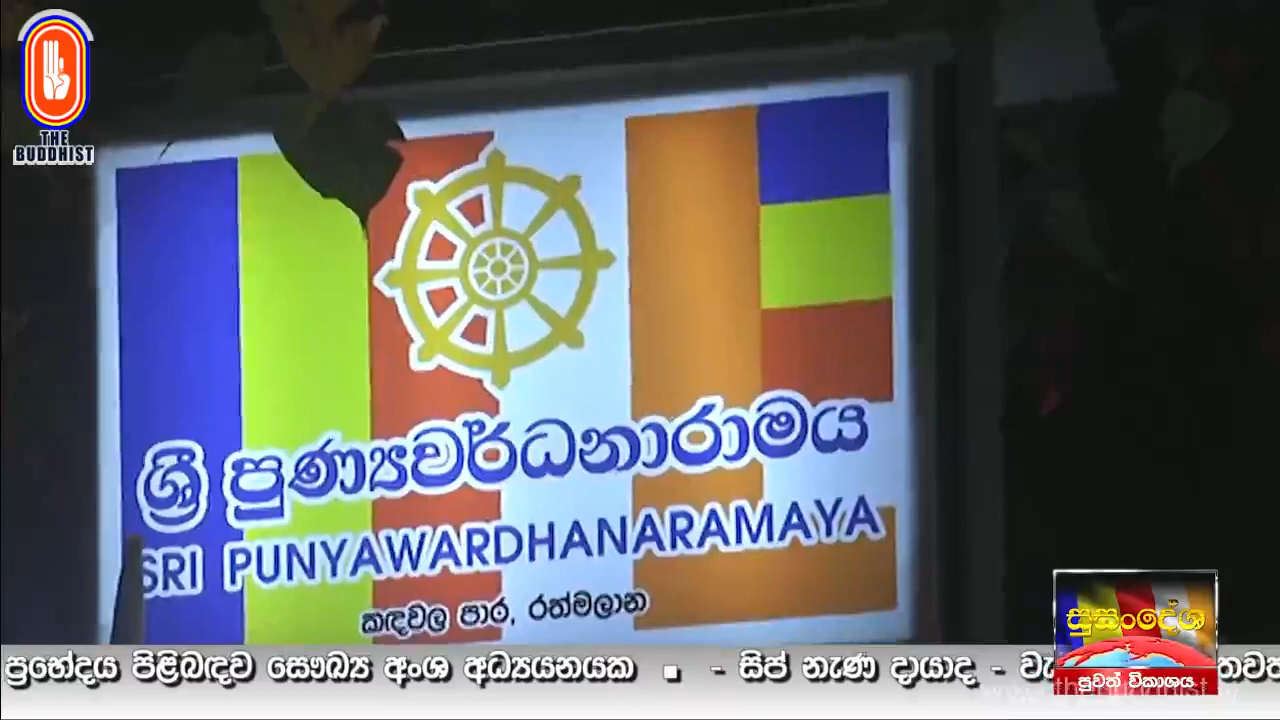 THE
BUDDHIST
ශ්‍රී පුණ්‍යවර්ධනාරාමය
SRI PUNYAWARDHANARAMAYA
කඳවල පාර, රත්මලාන
සුසංදේශ
පුවත් විකාශය
ප්‍රභේදය පිළිබඳව සෞඛ්‍ය අංශ අධ්‍යයනයක ▪ - සිප් නැණ දායාද -